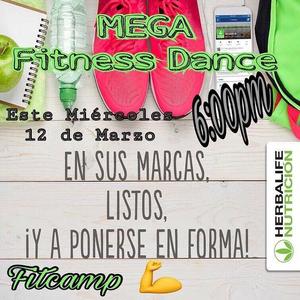 MEGA
Fitness Dance
Este Miércoles
12 de Marzo
6:00pm
EN SUS MARCAS,
LISTOS,
¡Y A PONERSE EN FORMA!
HERBALIFE
NUTRICIÓN
Fitcamp